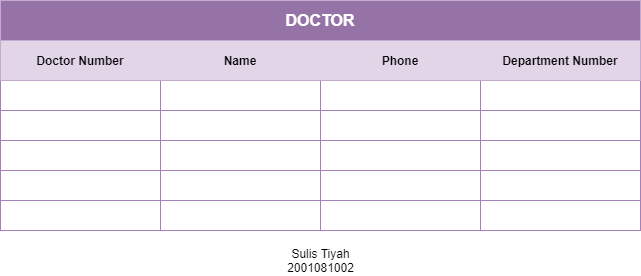 DOCTOR
Doctor Number Name Phone Department Number
Sulis Tiyah
2001081002